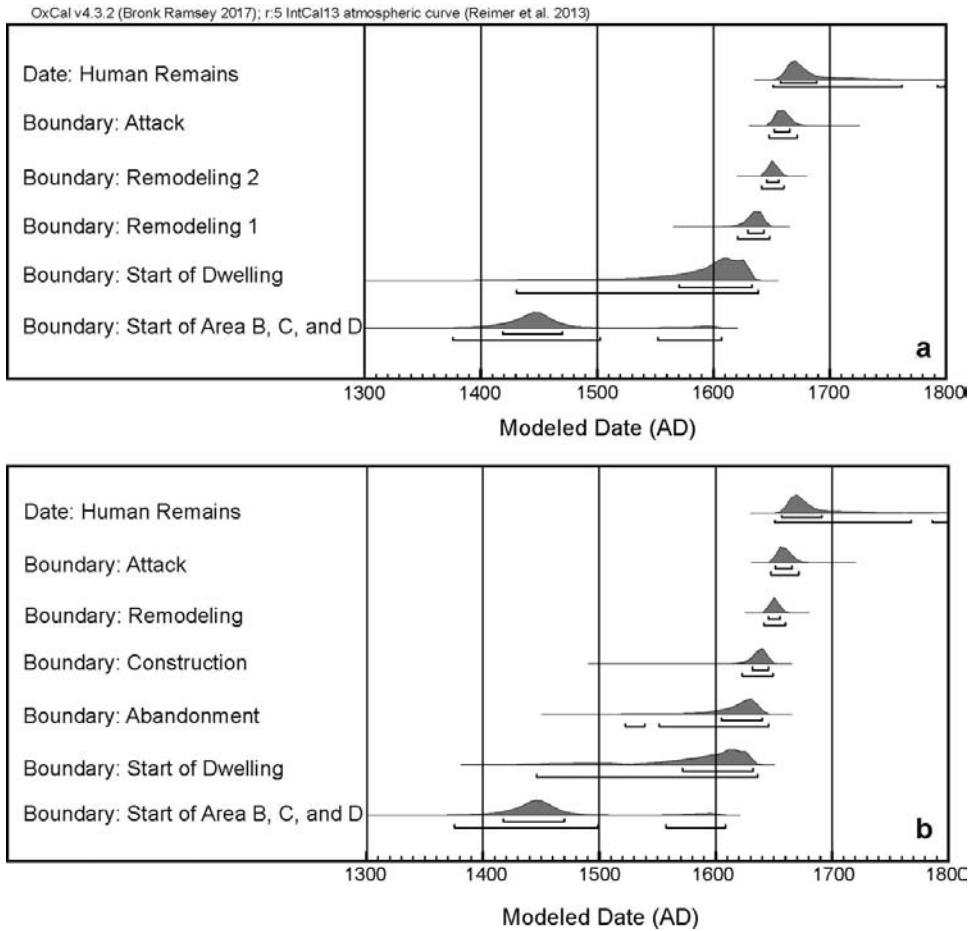 OxCal v4.3.2 (Bronk Ramsey 2017); r:5 IntCal13 atmospheric curve (Reimer et al. 2013)
Date: Human Remains
Boundary: Attack
Boundary: Remodeling 2
Boundary: Remodeling 1
Boundary: Start of Dwelling
Boundary: Start of Area B, C, and D
a
1300 1400 1500 1600 1700 1800
Modeled Date (AD)
Date: Human Remains
Boundary: Attack
Boundary: Remodeling
Boundary: Construction
Boundary: Abandonment
Boundary: Start of Dwelling
Boundary: Start of Area B, C, and D
b
1300 1400 1500 1600 1700 1800
Modeled Date (AD)